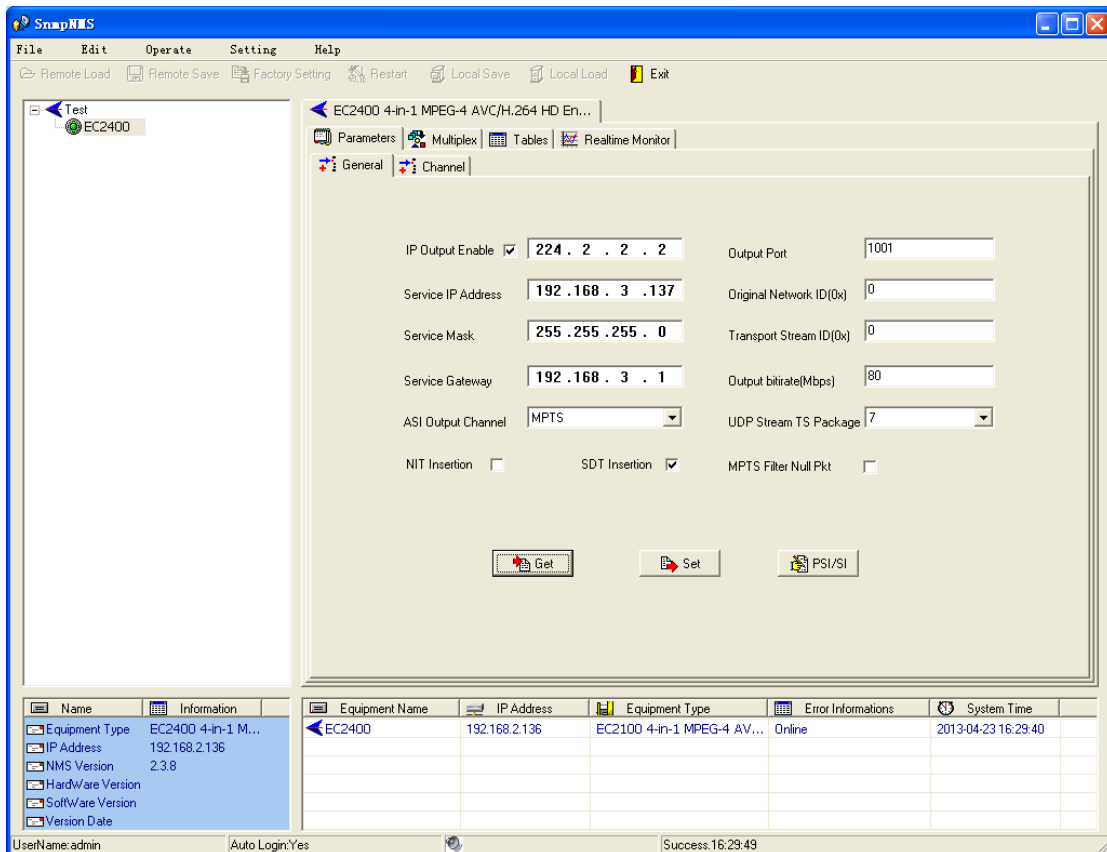 SnmpNMS
File Edit Operate Setting Help
Remote Load Remote Save Factory Setting Restart Local Save Local Load Exit
Test
EC2400
EC2400 4-in-1 MPEG-4 AVC/H.264 HD En...
Parameters Multiplex Tables Realtime Monitor
General Channel
IP Output Enable 224 . 2 . 2 . 2 Output Port 1001
Service IP Address 192 .168 . 3 .137 Original Network ID(0x) 0
Service Mask 255 .255 .255 . 0 Transport Stream ID(0x) 0
Service Gateway 192 .168 . 3 . 1 Output bitirate(Mbps) 80
ASI Output Channel MPTS UDP Stream TS Package 7
NIT Insertion SDT Insertion MPTS Filter Null Pkt
Get Set PSI/SI
Name Information
Equipment Type EC2400 4-in-1 M...
IP Address 192.168.2.136
NMS Version 2.3.8
HardWare Version
SoftWare Version
Version Date
Equipment Name IP Address Equipment Type Error Informations System Time
EC2400 192.168.2.136 EC2100 4-in-1 MPEG-4 AV... Online 2013-04-23 16:29:40
UserName:admin Auto Login:Yes Success.16:29:49